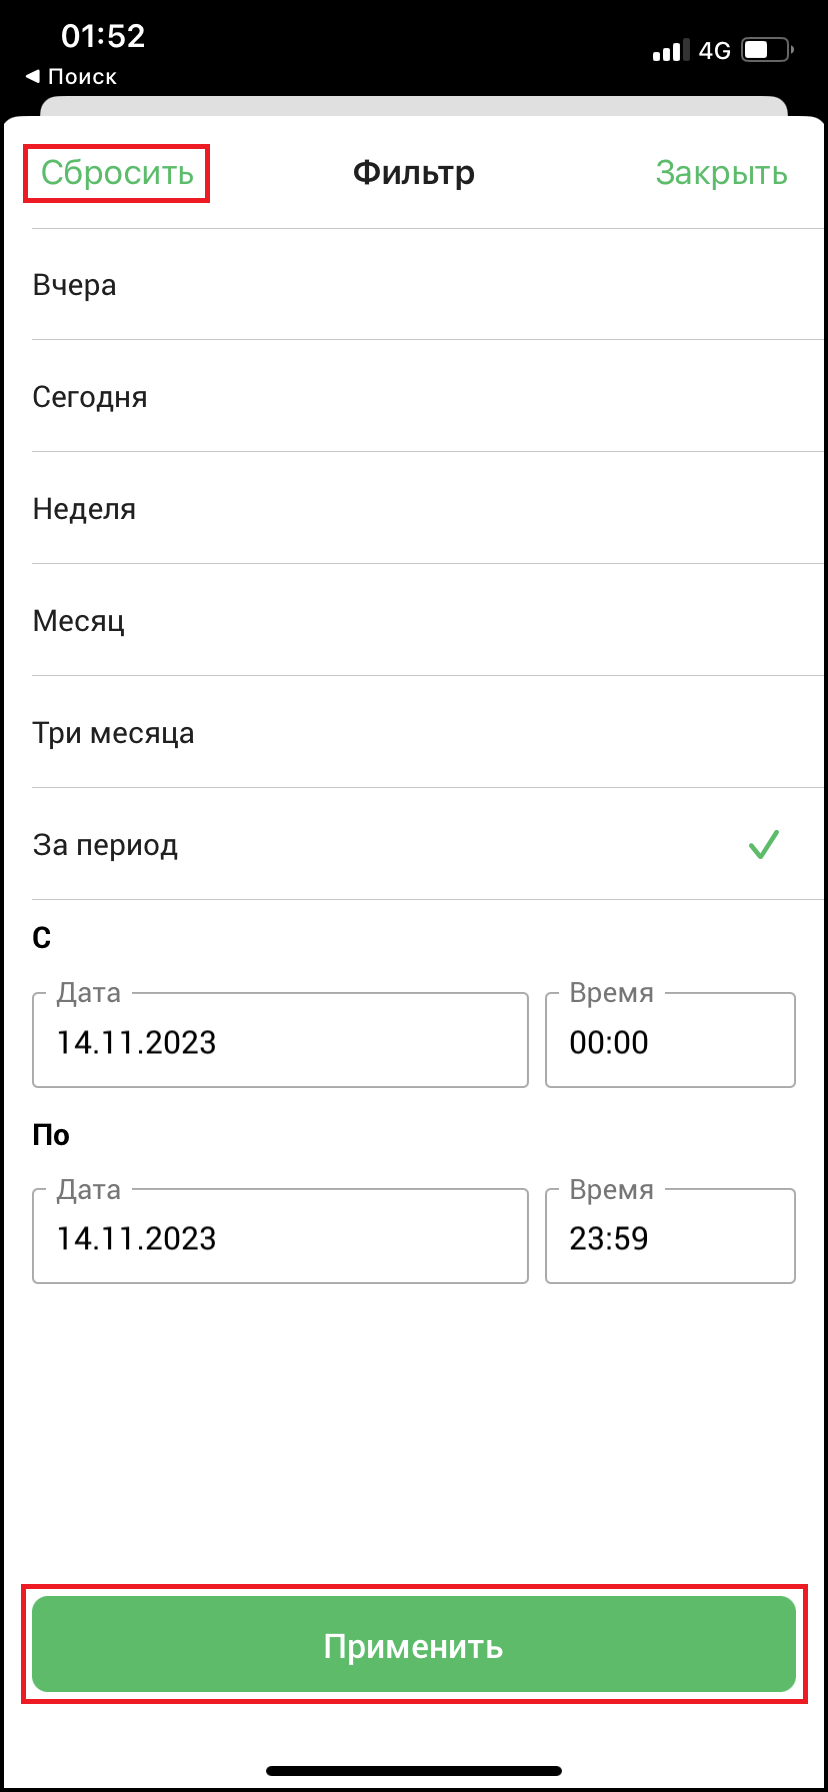 01:52
4G
◀ Поиск
Сбросить Фильтр Закрыть
Вчера
Сегодня
Неделя
Месяц
Три месяца
За период
С
Дата Время
14.11.2023 00:00
По
Дата Время
14.11.2023 23:59
Применить